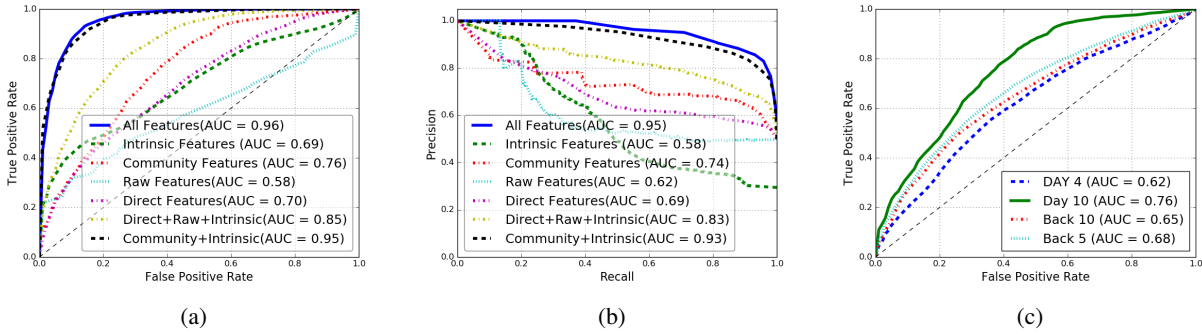 1.0
0.8
0.6
0.4
0.2
0.0
True Positive Rate
0.0 0.2 0.4 0.6 0.8 1.0
False Positive Rate
All Features(AUC = 0.96)
Intrinsic Features (AUC = 0.69)
Community Features (AUC = 0.76)
Raw Features(AUC = 0.58)
Direct Features (AUC = 0.70)
Direct+Raw+Intrinsic(AUC = 0.85)
Community+Intrinsic(AUC = 0.95)
(a)
1.0
0.8
0.6
0.4
0.2
0.0
Precision
0.0 0.2 0.4 0.6 0.8 1.0
Recall
All Features(AUC = 0.95)
Intrinsic Features(AUC = 0.58)
Community Features(AUC = 0.74)
Raw Features(AUC = 0.62)
Direct Features(AUC = 0.69)
Direct+Raw+Intrinsic(AUC = 0.83)
Community+Intrinsic(AUC = 0.93)
(b)
1.0
0.8
0.6
0.4
0.2
0.0
True Positive Rate
0.0 0.2 0.4 0.6 0.8 1.0
False Positive Rate
DAY 4 (AUC = 0.62)
Day 10 (AUC = 0.76)
Back 10 (AUC = 0.65)
Back 5 (AUC = 0.68)
(c)